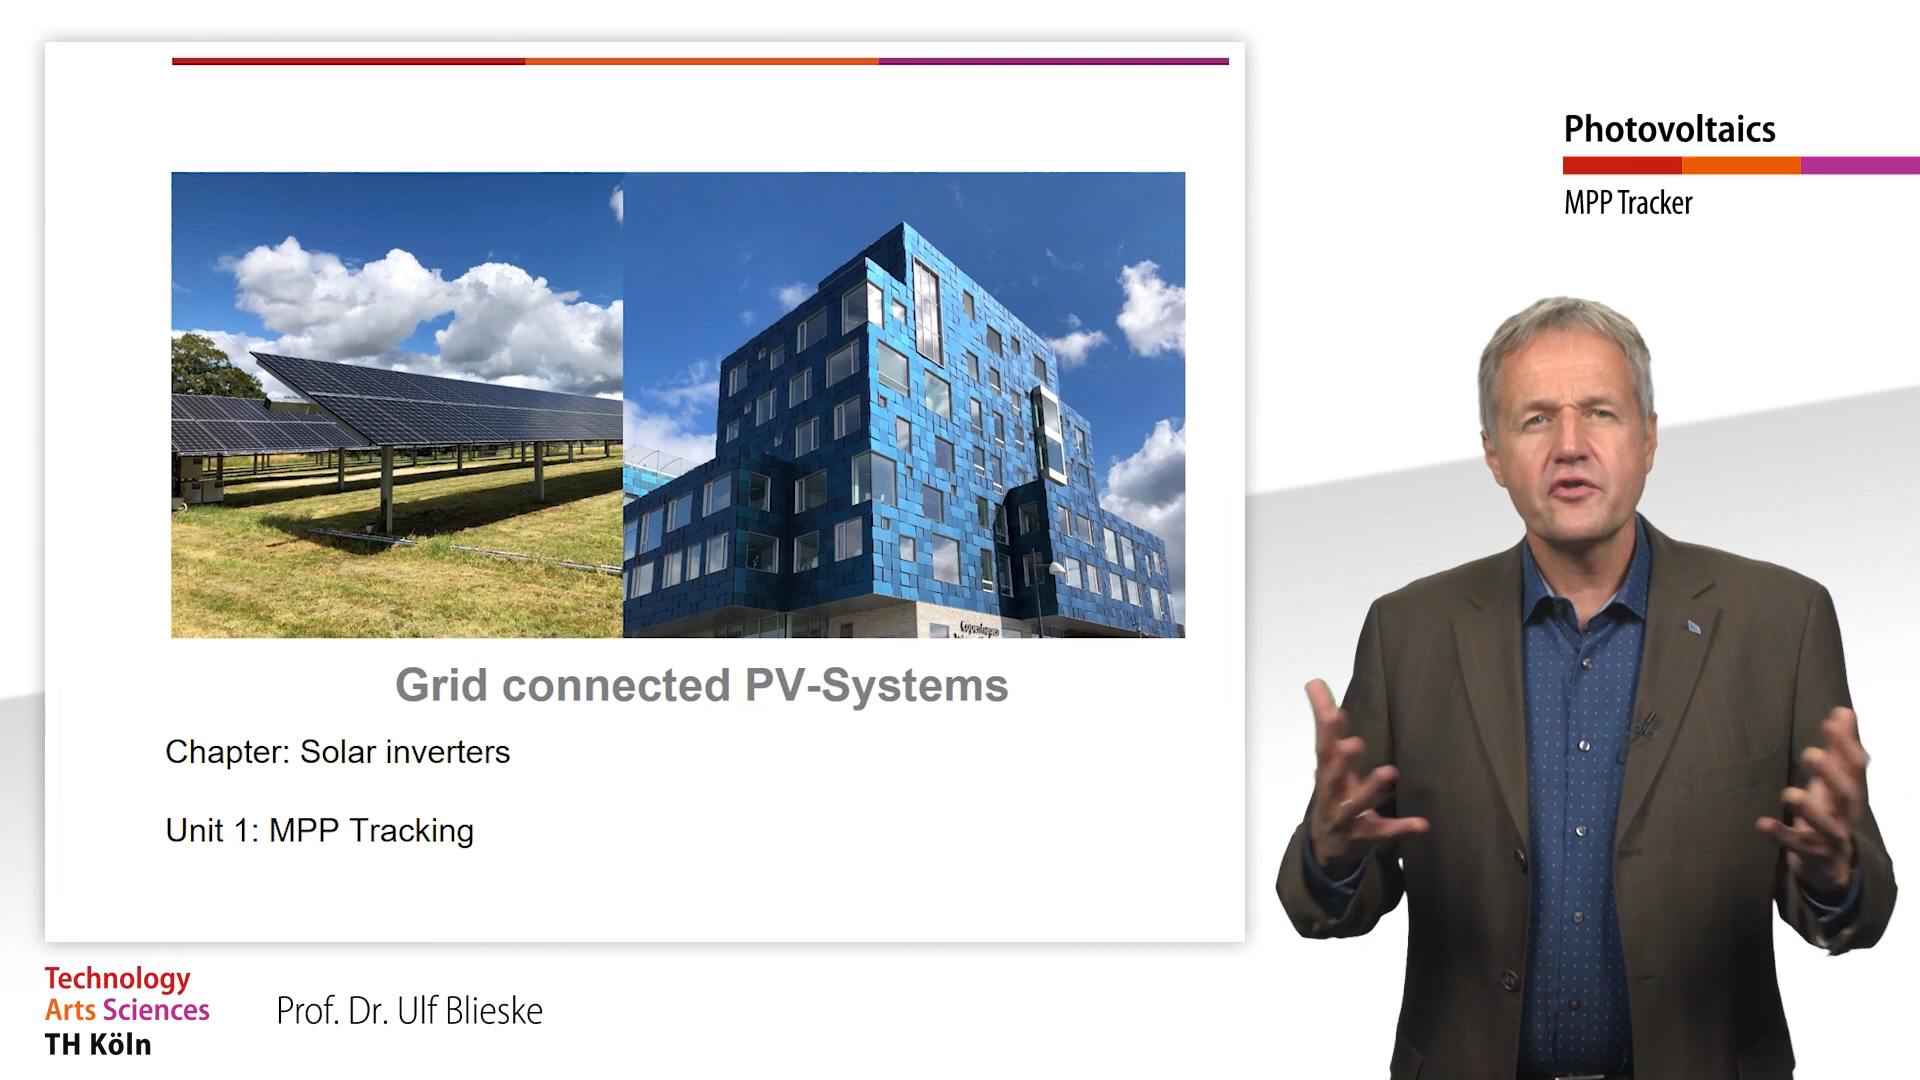 Photovoltaics
MPP Tracker
Copenhagen
Grid connected PV-Systems
Chapter: Solar inverters
Unit 1: MPP Tracking
Technology
Arts Sciences
TH Köln
Prof. Dr. Ulf Blieske